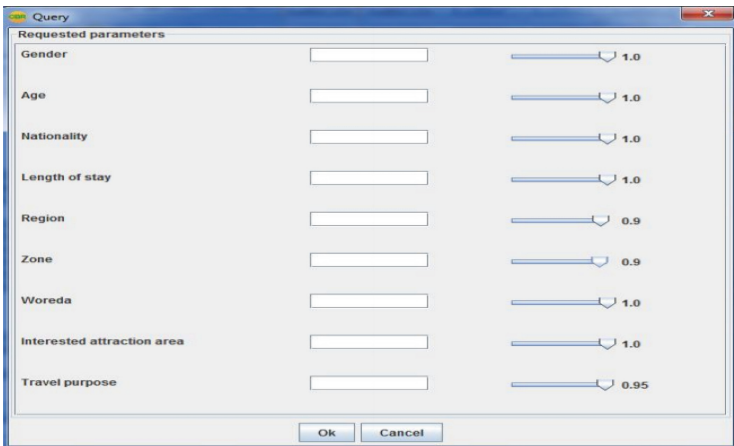 CBR Query
Requested parameters
Gender 1.0
Age 1.0
Nationality 1.0
Length of stay 1.0
Region 0.9
Zone 0.9
Woreda 1.0
Interested attraction area 1.0
Travel purpose 0.95
Ok Cancel